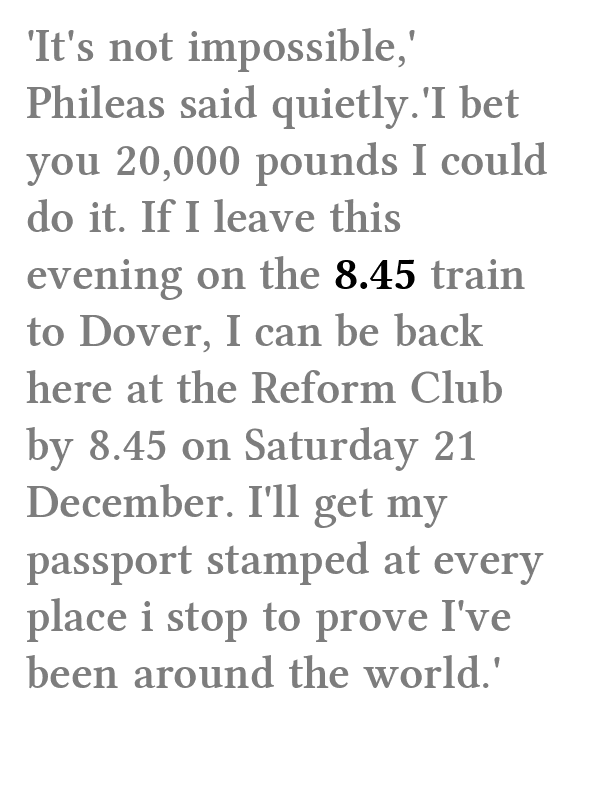 'It's not impossible,'
Phileas said quietly.'I bet
you 20,000 pounds I could
do it. If I leave this
evening on the 8.45 train
to Dover, I can be back
here at the Reform Club
by 8.45 on Saturday 21
December. I'll get my
passport stamped at every
place i stop to prove I've
been around the world.'